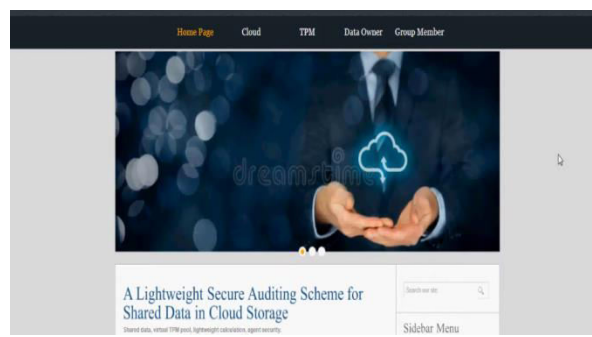 Home Page Cloud TPM Data Owner Group Member
dreamstime
A Lightweight Secure Auditing Scheme for
Shared Data in Cloud Storage
Shared data, virtual TPM pool, lightweight calculation, agent security.
Search our site
Sidebar Menu